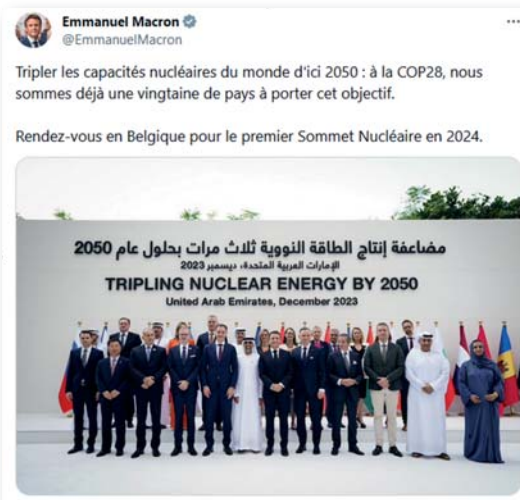 Emmanuel Macron
@EmmanuelMacron
Tripler les capacités nucléaires du monde d'ici 2050 : à la COP28, nous
sommes déjà une vingtaine de pays à porter cet objectif.
Rendez-vous en Belgique pour le premier Sommet Nucléaire en 2024.
مضاعفة إنتاج الطاقة النووية ثلاث مرات بحلول عام 2050
الإمارات العربية المتحدة، ديسمبر 2023
TRIPLING NUCLEAR ENERGY BY 2050
United Arab Emirates, December 2023